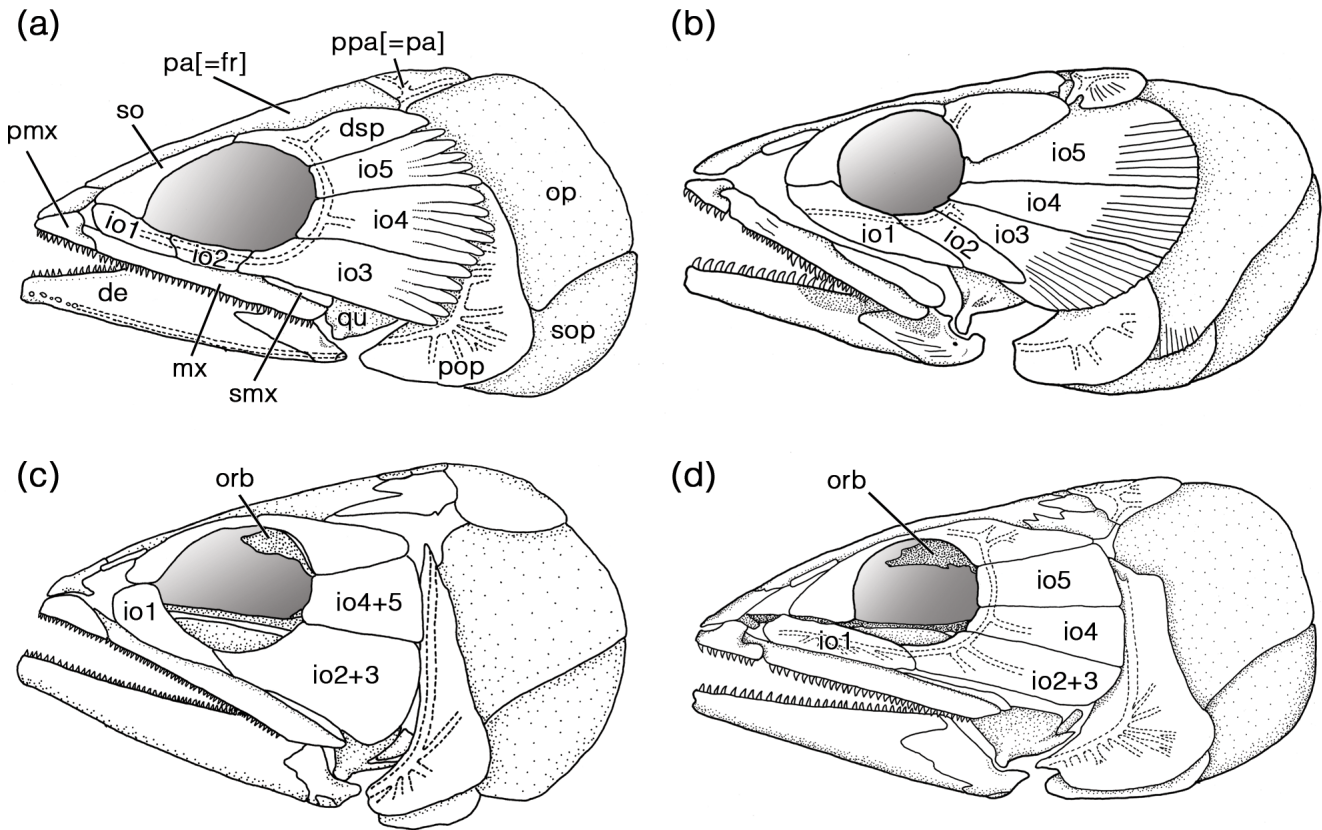 (a)
ppa[=pa]
pa[=fr]
so
pmx
dsp
io5
op
io4
io1
io2
io3
de
qu
sop
pop
mx
smx
(b)
io5
io4
io1
io2
io3
(c)
orb
io1
io4+5
io2+3
(d)
orb
io5
io4
io1
io2+3